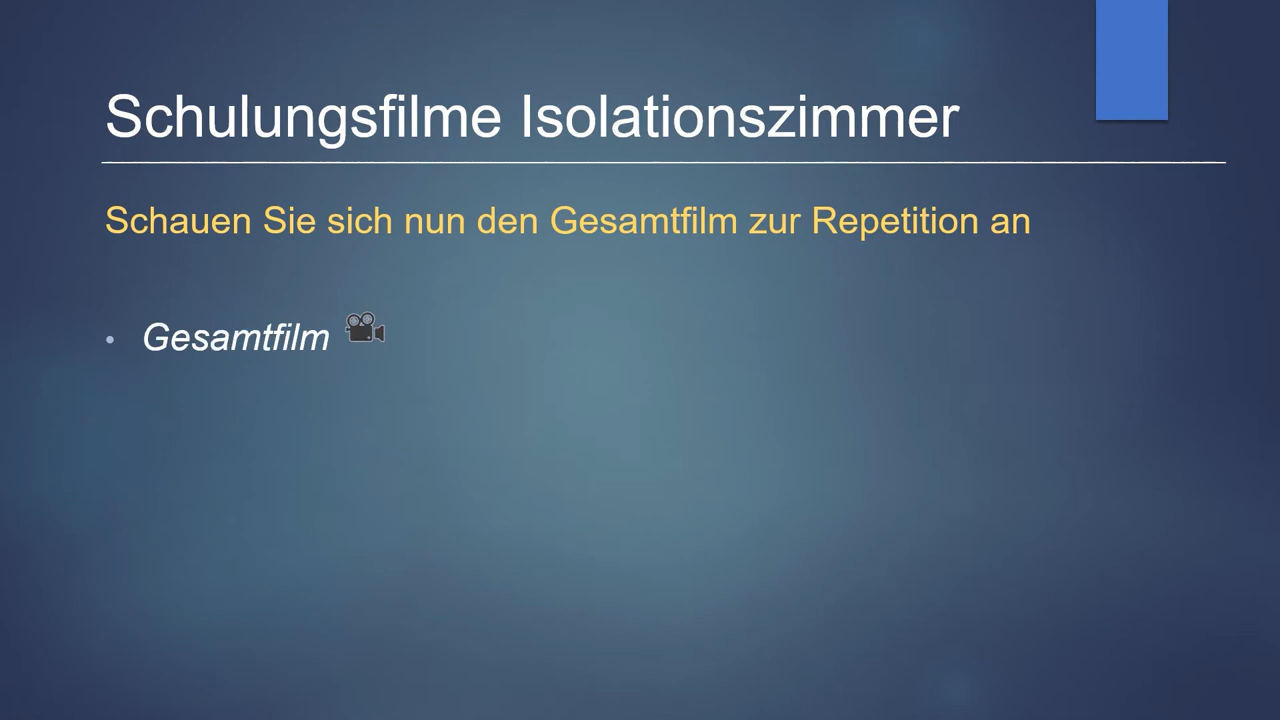 Schulungsfilme Isolationszimmer
Schauen Sie sich nun den Gesamtfilm zur Repetition an
• Gesamtfilm 🎥